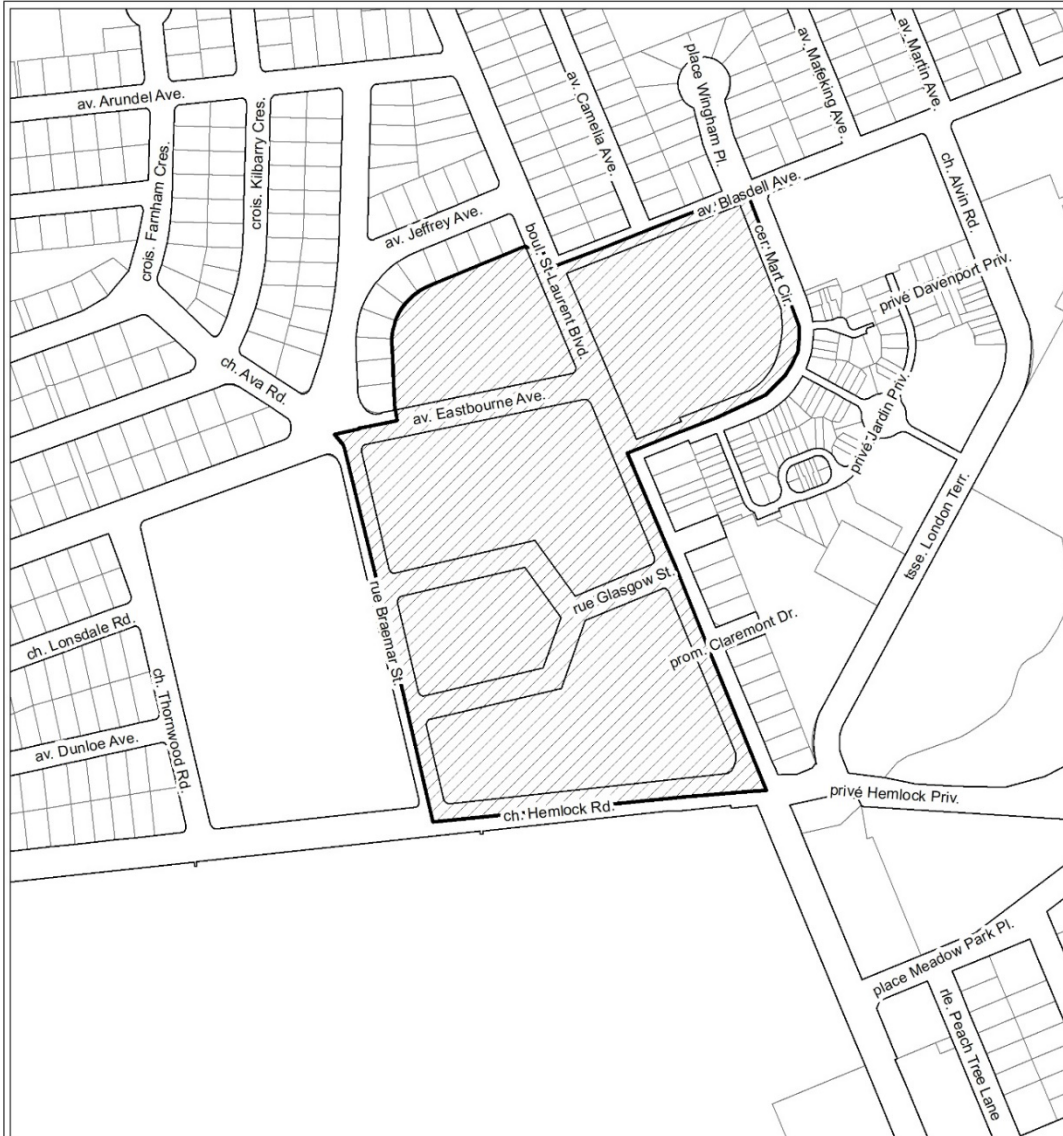 av. Arundel Ave.
crois. Farnham Cres.
crois. Kilbarry Cres.
av. Jeffrey Ave.
boul. St-Laurent Blvd.
av. Camelia Ave.
place Wingham Pl.
av. Mafeking Ave.
av. Martin Ave.
av. Blasdell Ave.
cer. Mart Cir.
ch. Alvin Rd.
privé Davenport Priv.
privé Jardin Priv.
ch. Ava Rd.
av. Eastbourne Ave.
tsse. London Terr.
rue Glasgow St.
rue Braemar St.
prom. Claremont Dr.
ch. Lonsdale Rd.
ch. Thornwood Rd.
av. Dunloe Ave.
ch. Hemlock Rd.
privé Hemlock Priv.
place Meadow Park Pl.
rle. Peach Tree Lane